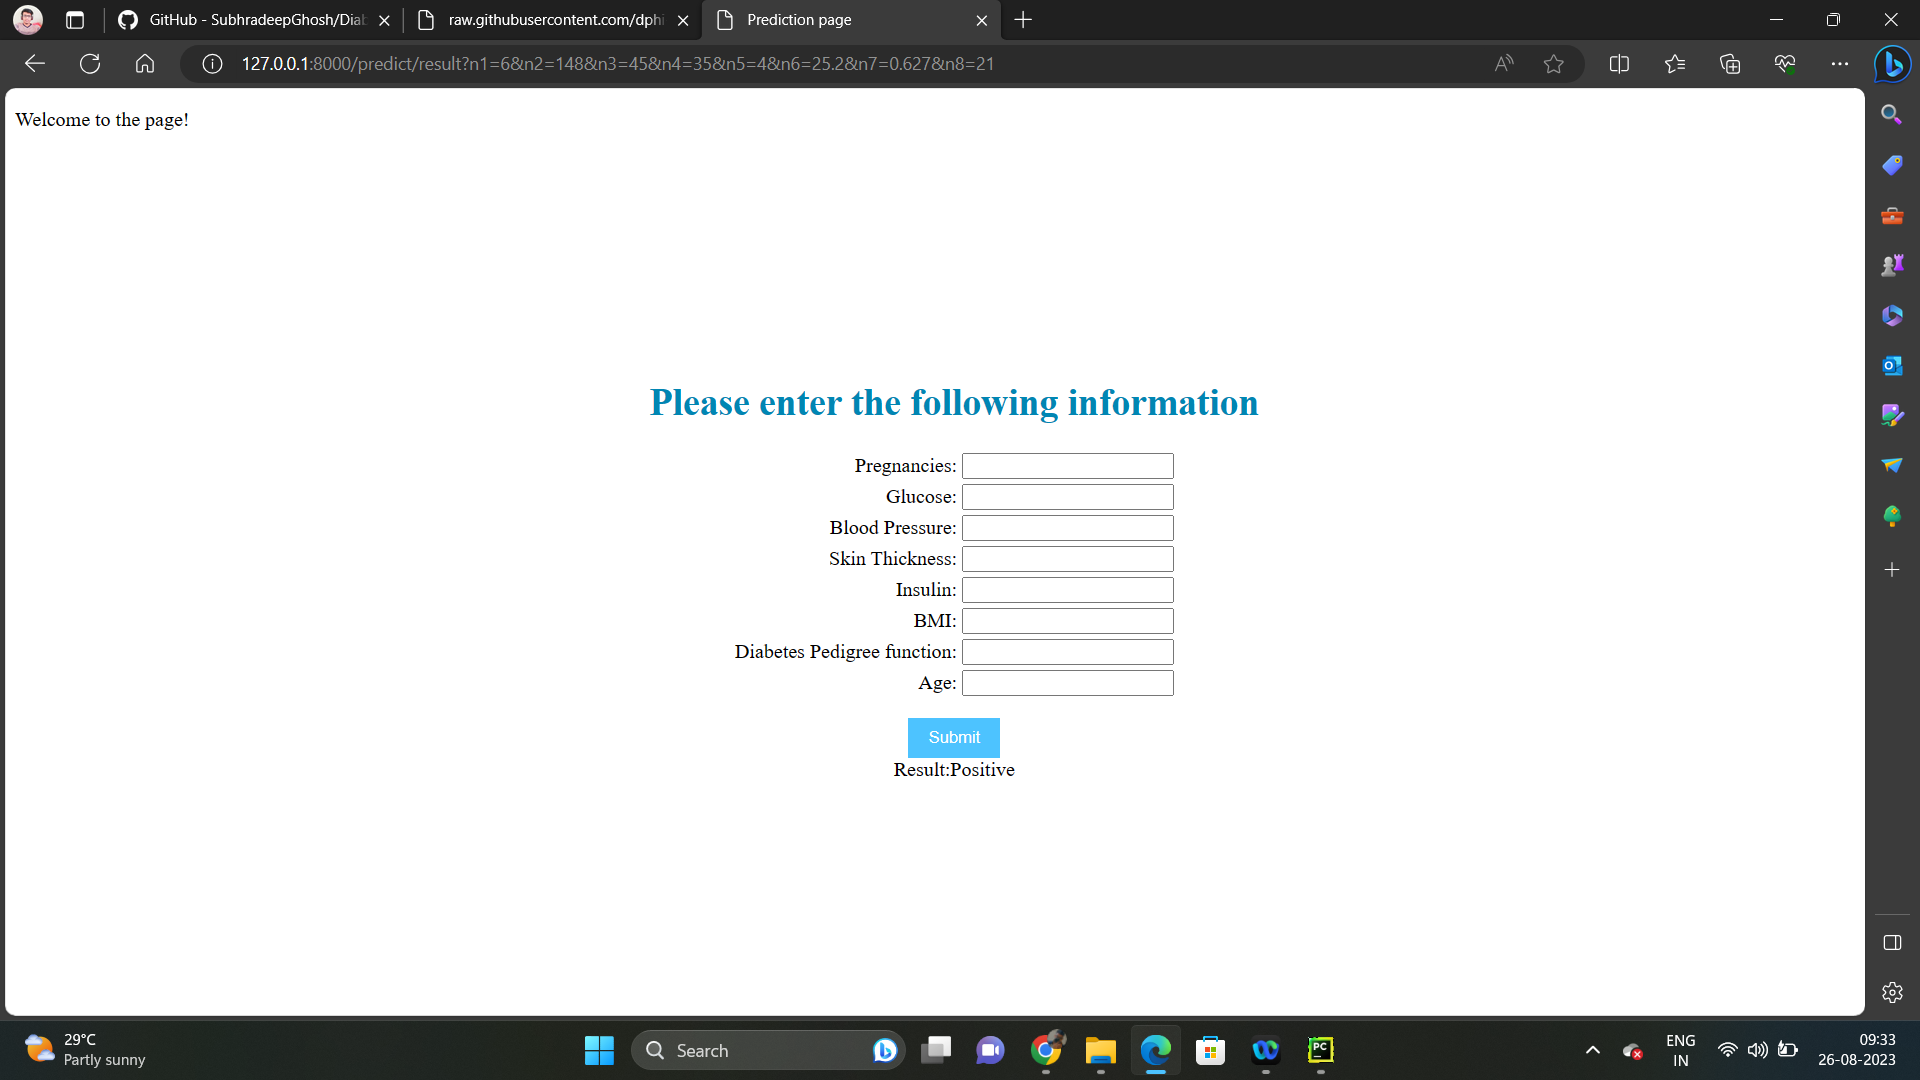 GitHub - SubhradeepGhosh/Diab
raw.githubusercontent.com/dphi
Prediction page
127.0.0.1:8000/predict/result?n1=6&n2=148&n3=45&n4=35&n5=4&n6=25.2&n7=0.627&n8=21
Welcome to the page!
Please enter the following information
Pregnancies:
Glucose:
Blood Pressure:
Skin Thickness:
Insulin:
BMI:
Diabetes Pedigree function:
Age:
Submit
Result:Positive
29°C
Partly sunny
Search
PC
ENG
IN
09:33
26-08-2023